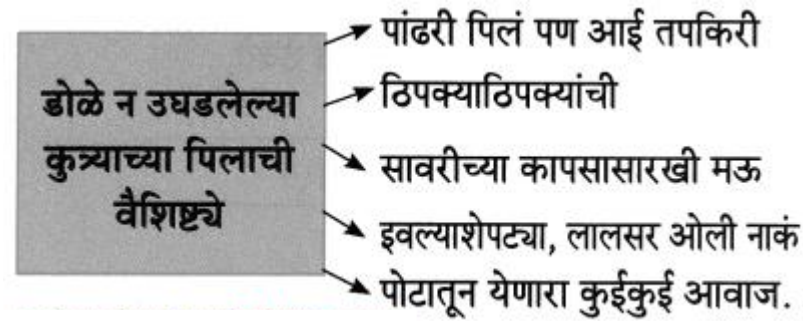 डोळे न उघडलेल्या
कुत्र्याच्या पिलाची
वैशिष्ट्ये
पांढरी पिलं पण आई तपकिरी
ठिपक्याठिपक्यांची
सावरीच्या कापसासारखी मऊ
इवल्याशेपट्या, लालसर ओली नाकं
पोटातून येणारा कुईकुई आवाज.